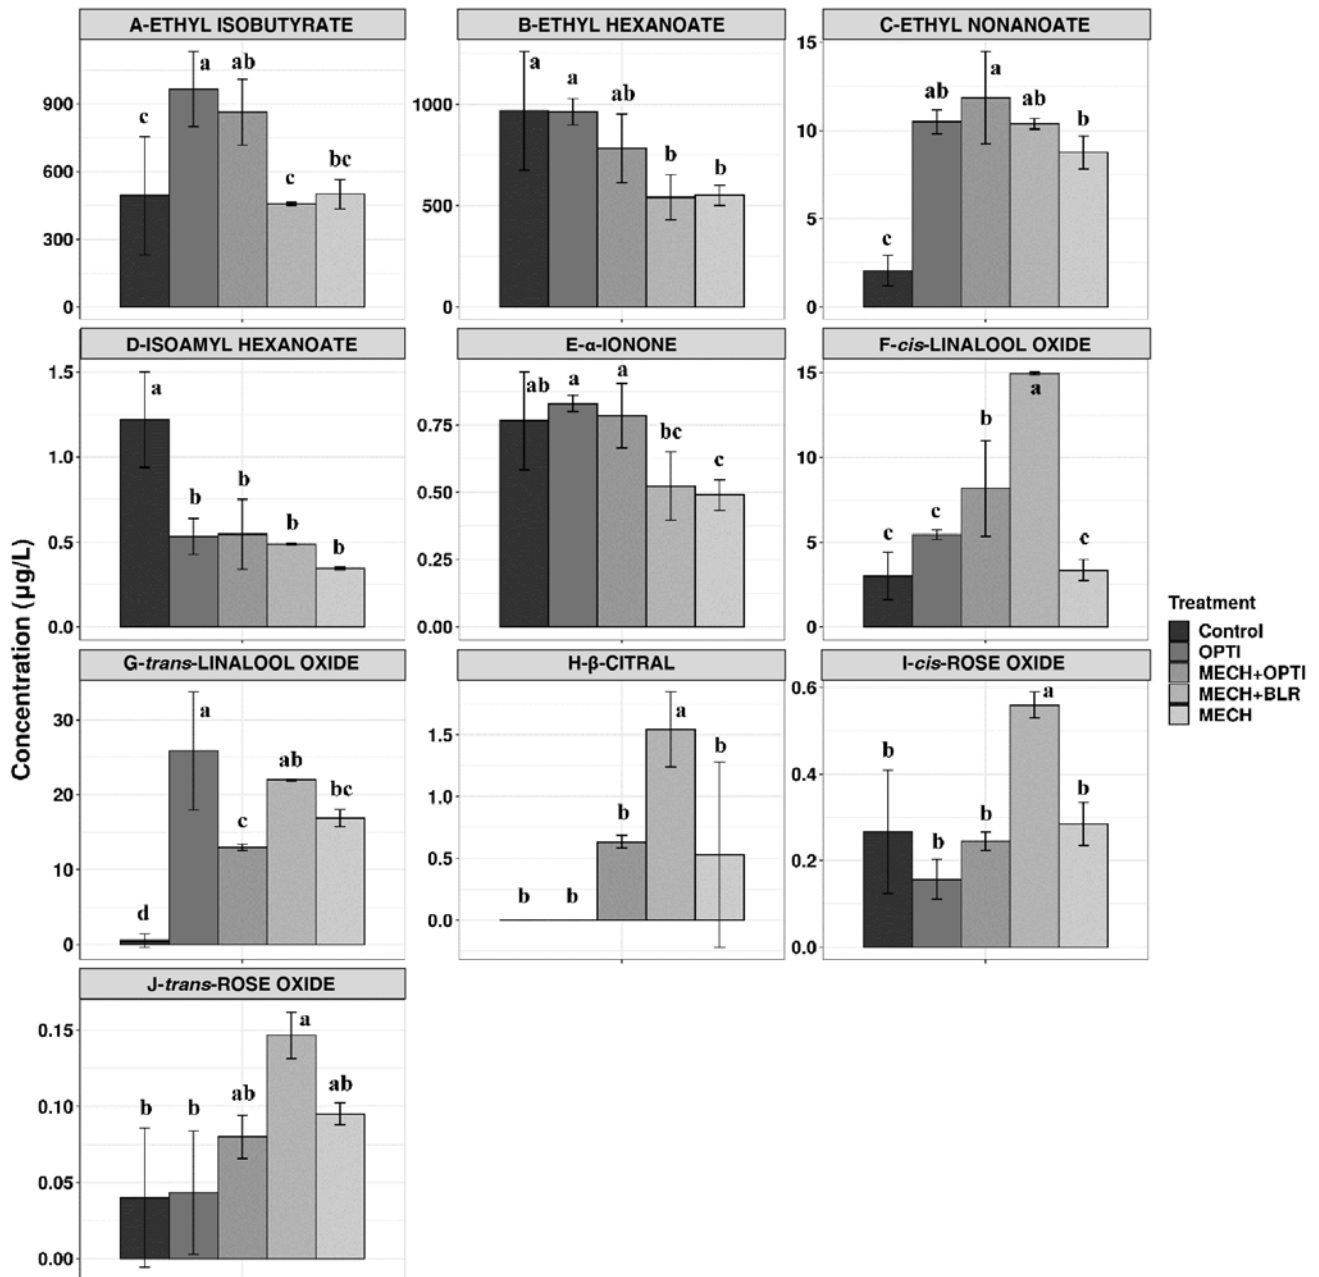 A-ETHYL ISOBUTYRATE
900
600
300
0
c
a
ab
c
bc
B-ETHYL HEXANOATE
1000
500
0
a
a
ab
b
b
C-ETHYL NONANOATE
15
10
5
0
c
ab
a
ab
b
D-ISOAMYL HEXANOATE
1.5
1.0
0.5
0.0
a
b
b
b
b
E-α-IONONE
0.75
0.50
0.25
0.00
ab
a
a
bc
c
F-cis-LINALOOL OXIDE
15
10
5
0
c
c
b
a
c
G-trans-LINALOOL OXIDE
30
20
10
0
d
a
c
ab
bc
H-β-CITRAL
1.5
1.0
0.5
0.0
b
b
b
a
b
I-cis-ROSE OXIDE
0.6
0.4
0.2
0.0
b
b
b
a
b
J-trans-ROSE OXIDE
0.15
0.10
0.05
0.00
b
b
ab
a
ab
Concentration (µg/L)
Treatment
Control
OPTI
MECH+OPTI
MECH+BLR
MECH